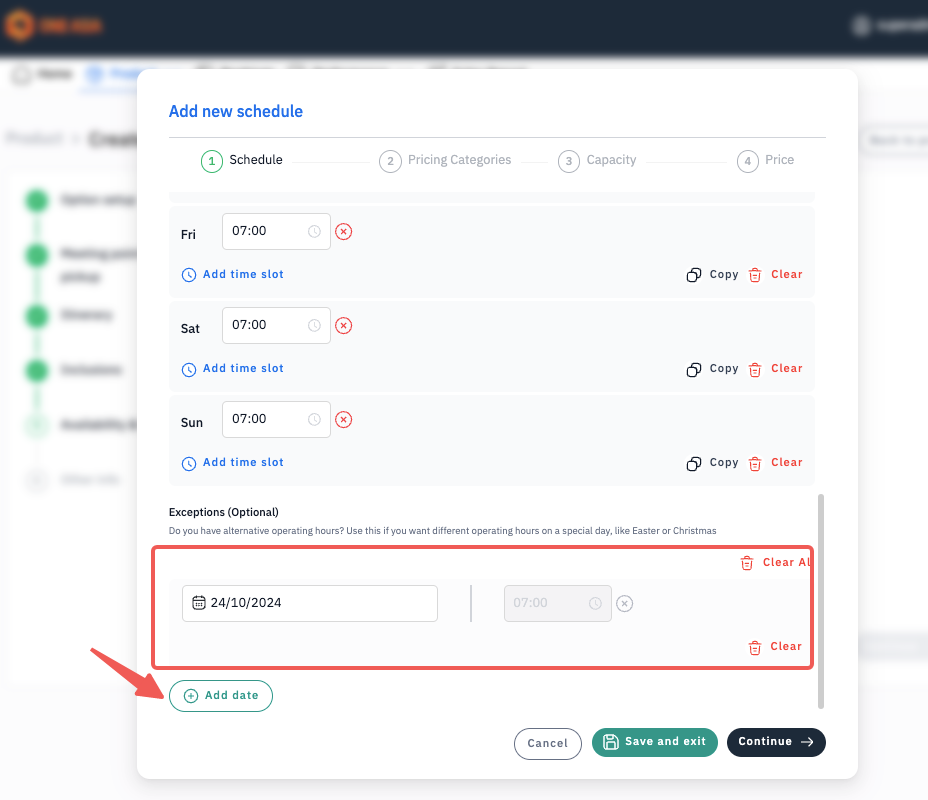 Add new schedule
1 Schedule 2 Pricing Categories 3 Capacity 4 Price
Fri 07:00
Add time slot Copy Clear
Sat 07:00
Add time slot Copy Clear
Sun 07:00
Add time slot Copy Clear
Exceptions (Optional)
Do you have alternative operating hours? Use this if you want different operating hours on a special day, like Easter or Christmas
Clear Al
24/10/2024 07:00
Clear
Add date
Cancel Save and exit Continue